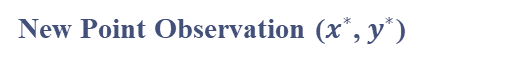 New Point Observation (x*, y*)